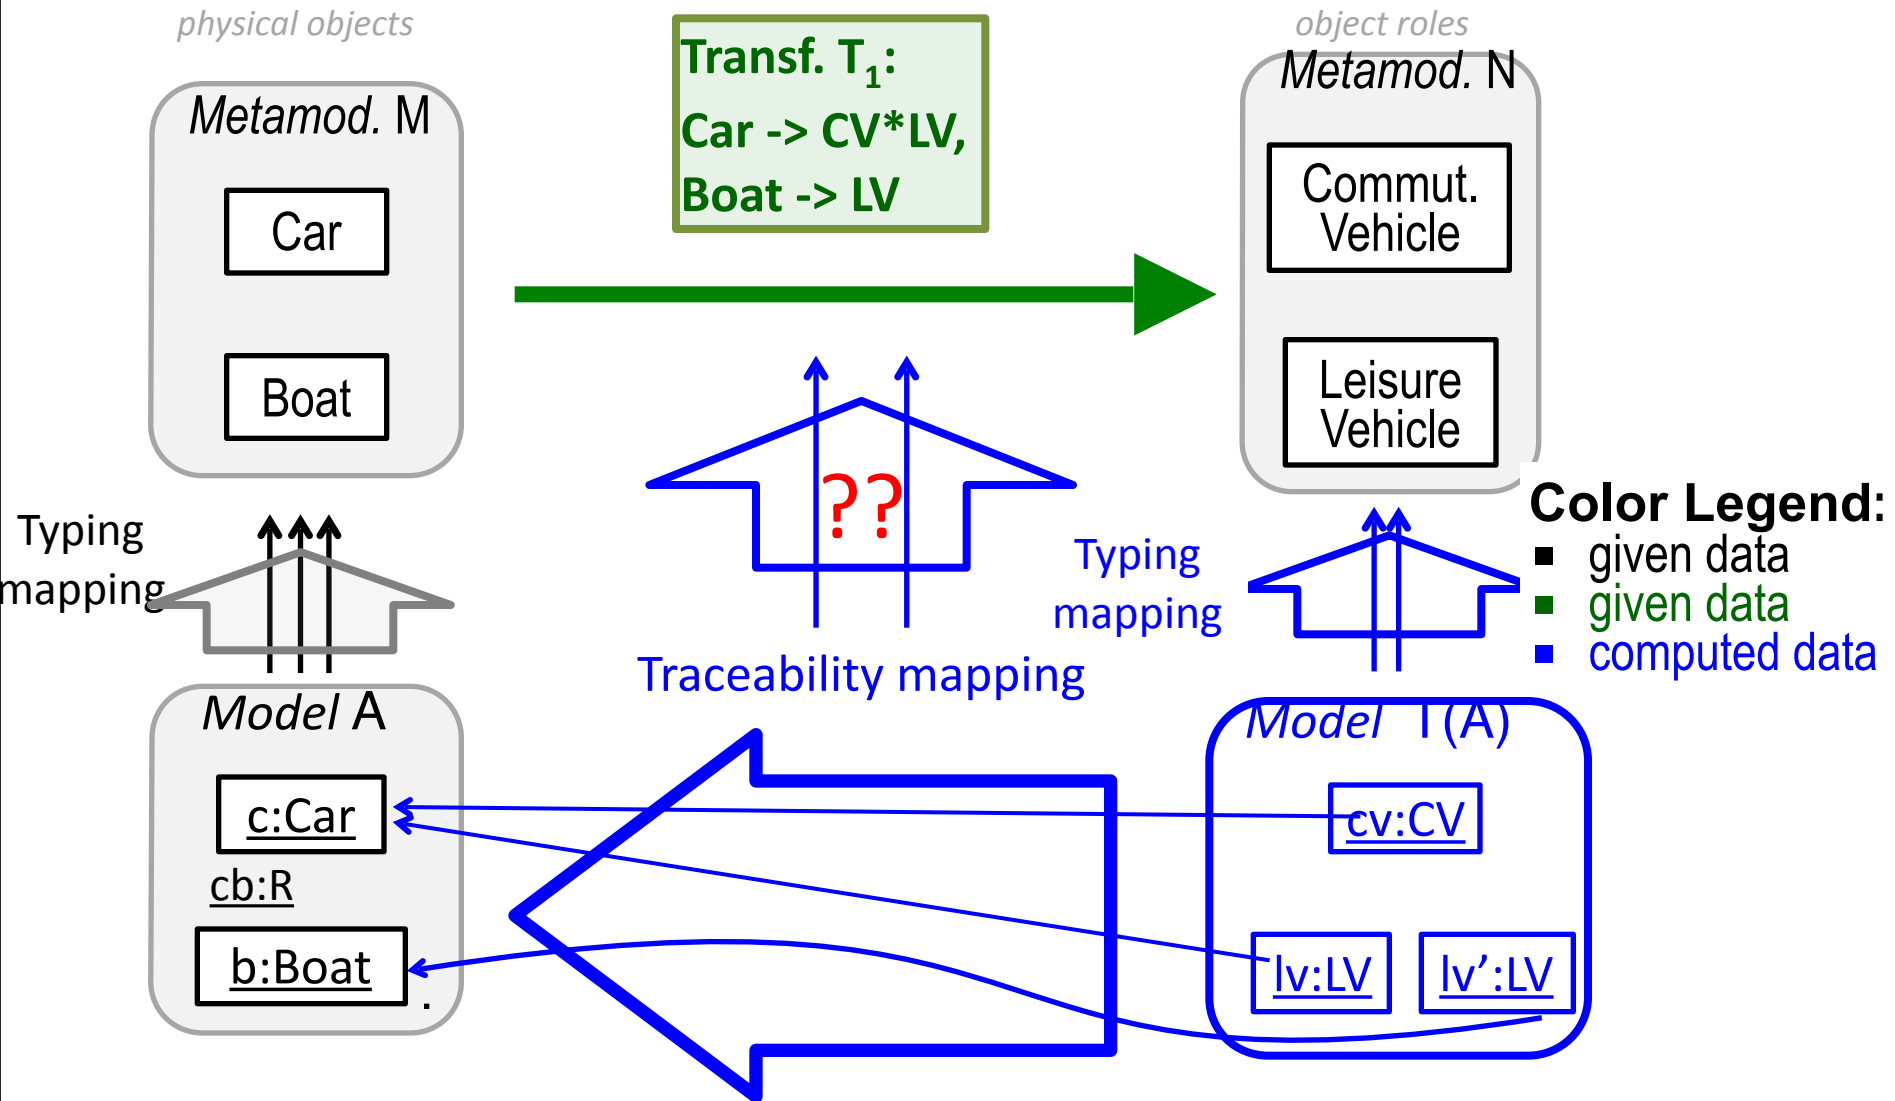 physical objects
object roles
Metamod. M
Car
Boat
Transf. T1:
Car -> CV*LV,
Boat -> LV
Metamod. N
Commut.
Vehicle
Leisure
Vehicle
??
Typing
mapping
Traceability mapping
Typing
mapping
Color Legend:
given data
given data
computed data
Model A
c:Car
cb:R
b:Boat
.
Model T(A)
cv:CV
lv:LV
lv’:LV